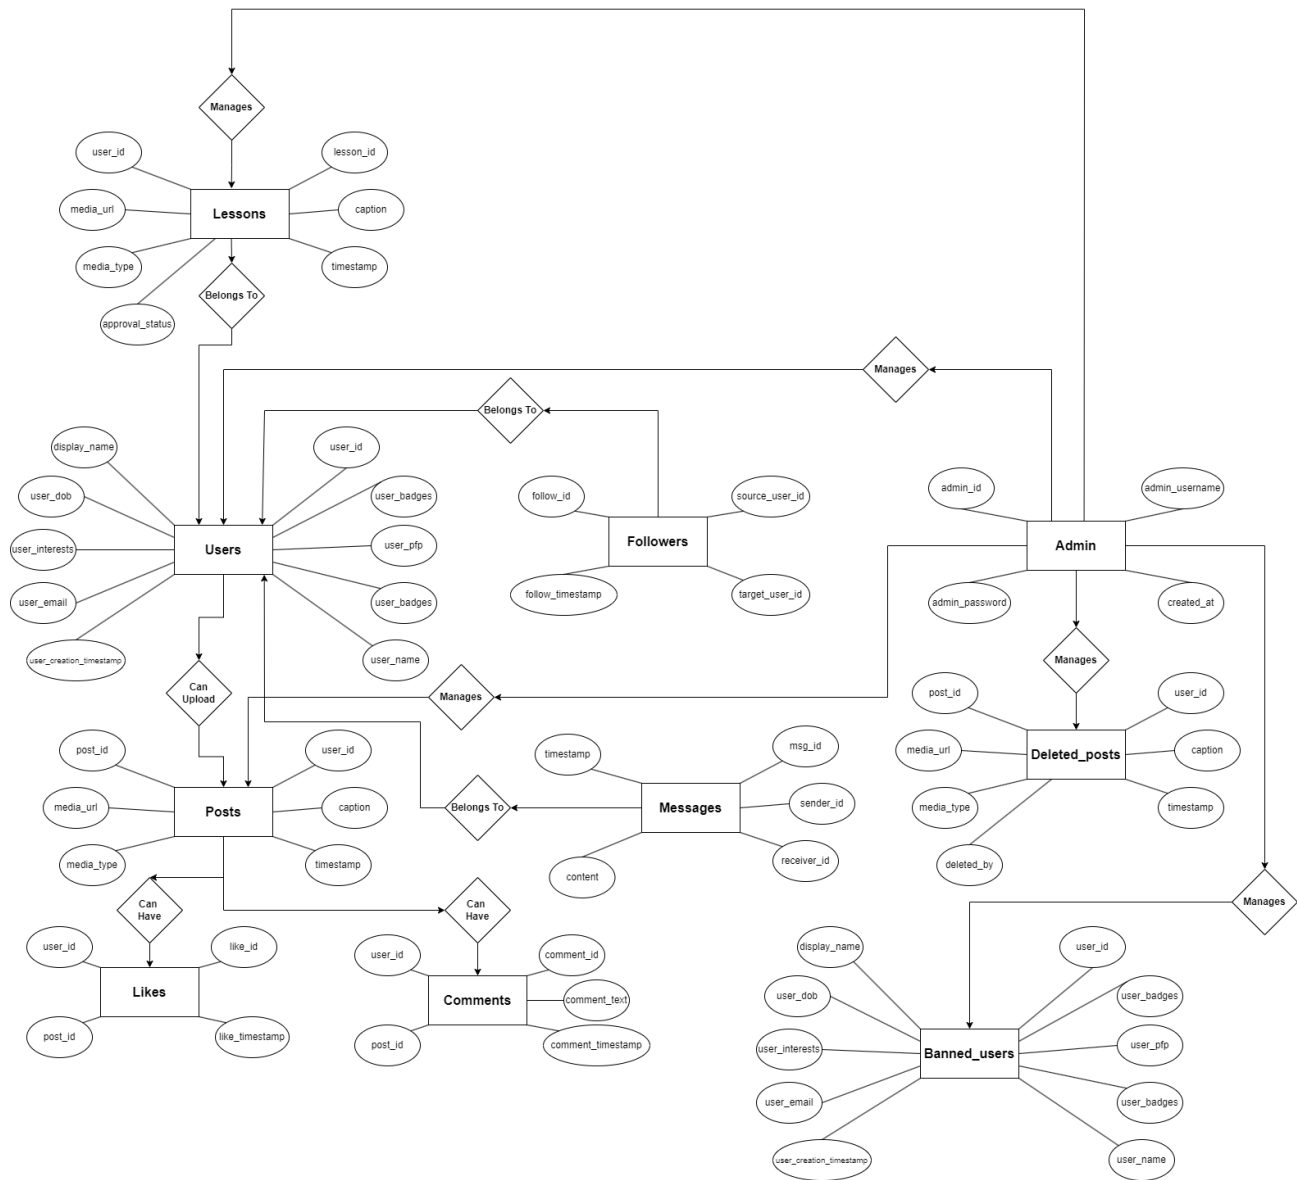 Manages
user_id
lesson_id
media_url
Lessons
caption
media_type
timestamp
Belongs To
approval_status
Manages
Belongs To
display_name
user_id
user_dob
user_badges
user_interests
Users
user_pfp
user_email
user_badges
user_creation_timestamp
user_name
follow_id
source_user_id
Followers
follow_timestamp
target_user_id
admin_id
admin_username
Admin
admin_password
created_at
Can
Upload
Manages
Manages
post_id
user_id
media_url
Deleted_posts
caption
media_type
timestamp
deleted_by
post_id
user_id
media_url
Posts
caption
media_type
timestamp
Belongs To
timestamp
msg_id
Messages
sender_id
content
receiver_id
Can
Have
Can
Have
Manages
user_id
like_id
Likes
post_id
like_timestamp
user_id
comment_id
Comments
comment_text
post_id
comment_timestamp
display_name
user_id
user_dob
user_badges
user_interests
Banned_users
user_pfp
user_email
user_badges
user_creation_timestamp
user_name